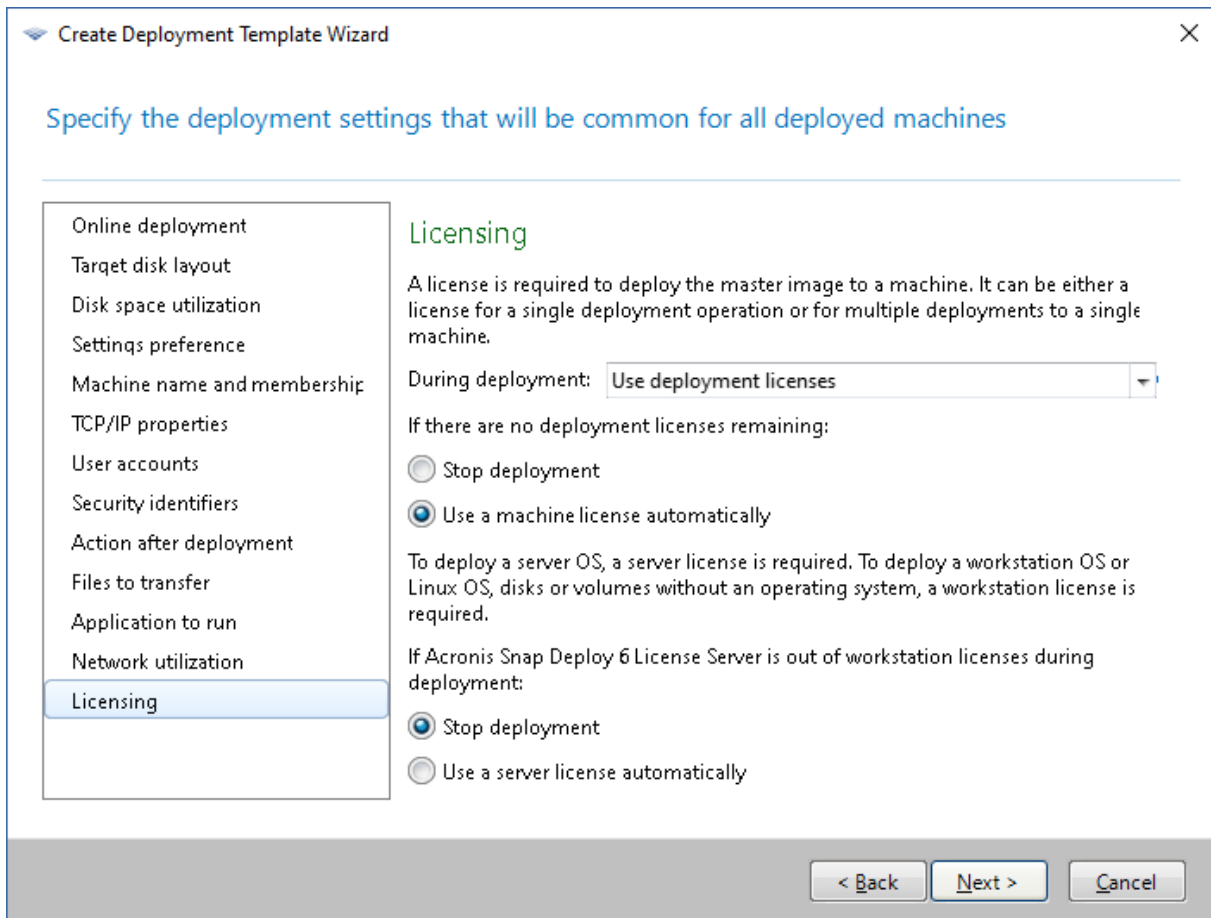 Create Deployment Template Wizard
Specify the deployment settings that will be common for all deployed machines
Online deployment
Target disk layout
Disk space utilization
Settings preference
Machine name and membership
TCP/IP properties
User accounts
Security identifiers
Action after deployment
Files to transfer
Application to run
Network utilization
Licensing
Licensing
A license is required to deploy the master image to a machine. It can be either a
license for a single deployment operation or for multiple deployments to a single
machine.
During deployment: Use deployment licenses
If there are no deployment licenses remaining:
Stop deployment
Use a machine license automatically
To deploy a server OS, a server license is required. To deploy a workstation OS or
Linux OS, disks or volumes without an operating system, a workstation license is
required.
If Acronis Snap Deploy 6 License Server is out of workstation licenses during
deployment:
Stop deployment
Use a server license automatically
< Back Next > Cancel